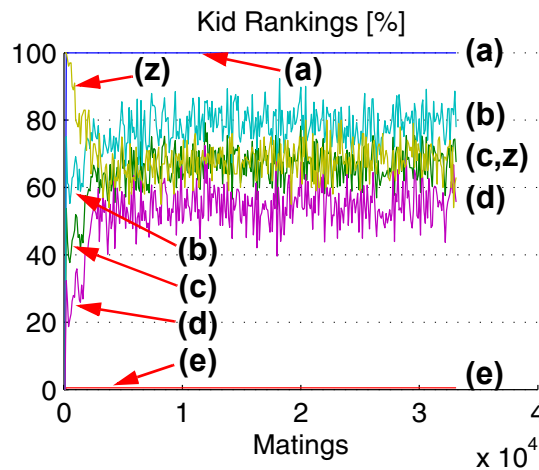 Kid Rankings [%]
100
80
60
40
20
0
(z)
(a)
(a)
(b)
(c,z)
(d)
(b)
(c)
(d)
(e)
(e)
0
1
2
3
4
Matings
x 10^4